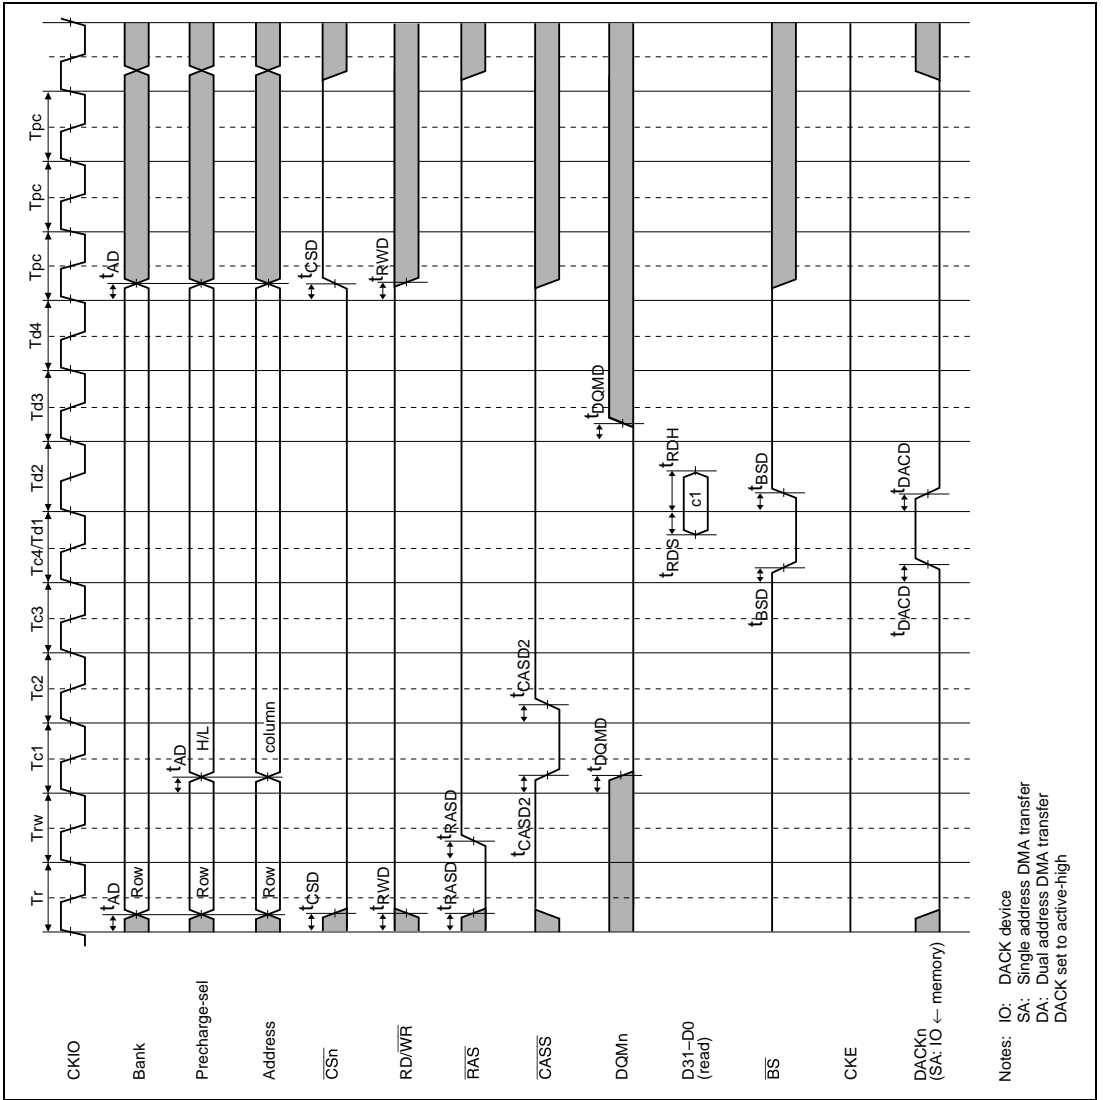 Tr Trw Tc1 Tc2 Tc3 Tc4/Td1 Td2 Td3 Td4 Tpc Tpc Tpc
CKIO
tAD tAD
Bank Row
tAD
Precharge-sel Row H/L
Address Row column
tCSD tCSD
CSn
tRWD tRWD
RD/WR
tRASD tRASD
RAS
tCASD2 tCASD2
CASS
tDQMD tDQMD
DQMn
tRDS tRDH
D31–D0 c1
(read)
tBSD tBSD
BS
CKE
tDACD tDACD
DACKn
(SA: IO ← memory)
Notes: IO: DACK device
SA: Single address DMA transfer
DA: Dual address DMA transfer
DACK set to active-high